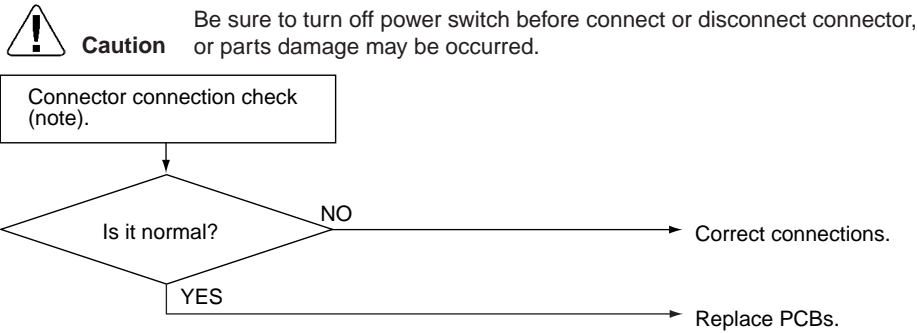 Be sure to turn off power switch before connect or disconnect connector,
Caution or parts damage may be occurred.
Connector connection check
(note).
Is it normal?
NO
Correct connections.
YES
Replace PCBs.